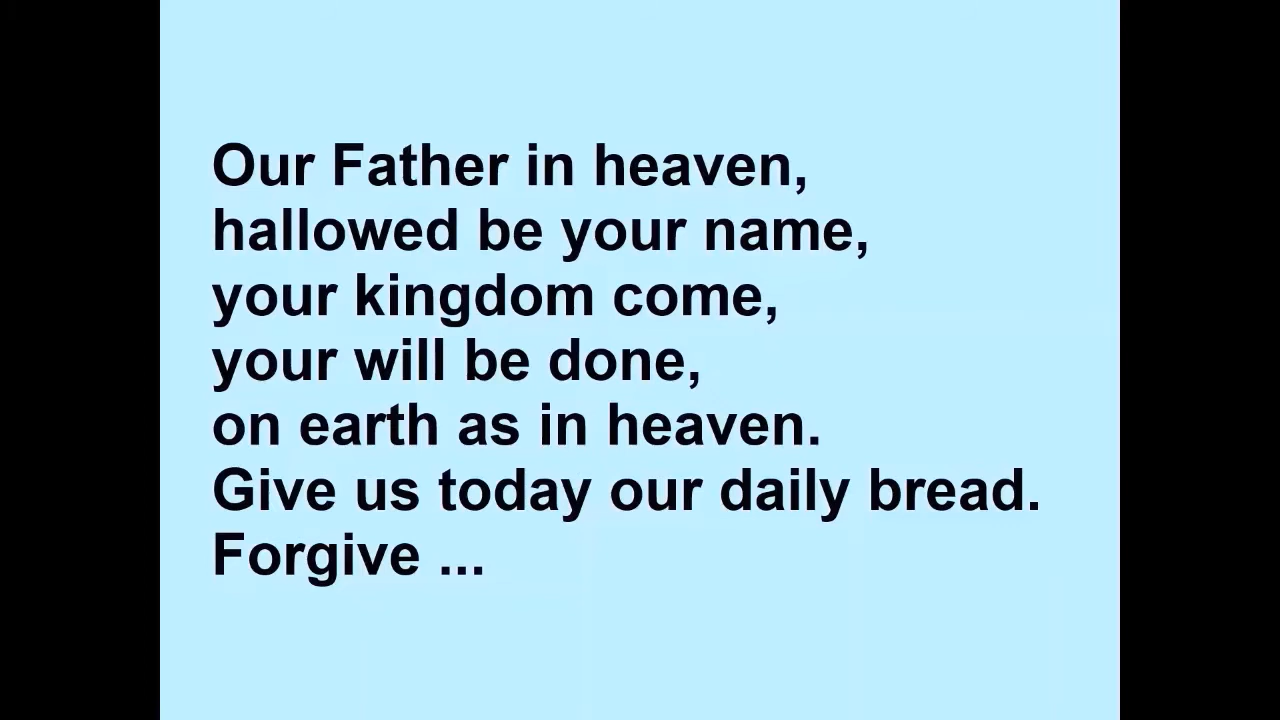 Our Father in heaven,
hallowed be your name,
your kingdom come,
your will be done,
on earth as in heaven.
Give us today our daily bread.
Forgive ...